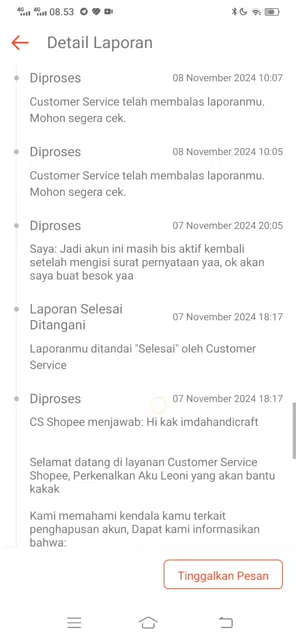 4G 4G 08.53
Detail Laporan
Diproses 08 November 2024 10:07
Customer Service telah membalas laporanmu.
Mohon segera cek.
Diproses 08 November 2024 10:05
Customer Service telah membalas laporanmu.
Mohon segera cek.
Diproses 07 November 2024 20:05
Saya: Jadi akun ini masih bis aktif kembali
setelah mengisi surat pernyataan yaa, ok akan
saya buat besok yaa
Laporan Selesai
Ditangani 07 November 2024 18:17
Laporanmu ditandai "Selesai" oleh Customer
Service
Diproses 07 November 2024 18:17
CS Shopee menjawab: Hi kak imdahandicraft
Selamat datang di layanan Customer Service
Shopee, Perkenalkan Aku Leoni yang akan bantu
kakak
Kami memahami kendala kamu terkait
penghapusan akun, Dapat kami informasikan
bahwa:
Tinggalkan Pesan